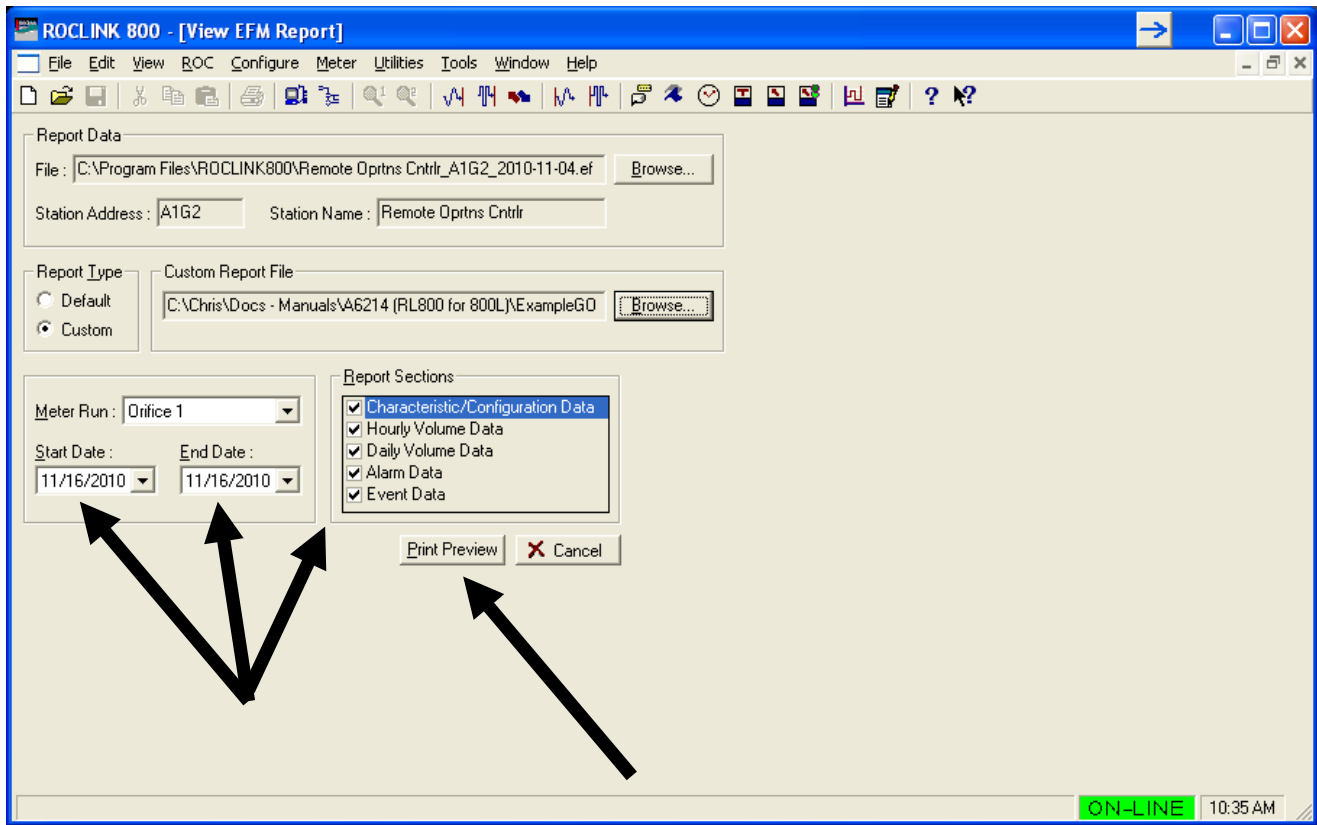 ROCLINK 800 - [View EFM Report]
File Edit View ROC Configure Meter Utilities Tools Window Help
Report Data
File : C:\Program Files\ROCLINK800\Remote Oprtns Cntrlr_A1G2_2010-11-04.ef Browse...
Station Address : A1G2 Station Name : Remote Oprtns Cntrlr
Report Type
Default
Custom
Custom Report File
C:\Chris\Docs - Manuals\A6214 (RL800 for 800L)\ExampleGO Browse...
Meter Run : Orifice 1
Start Date : End Date :
11/16/2010 11/16/2010
Report Sections
Characteristic/Configuration Data
Hourly Volume Data
Daily Volume Data
Alarm Data
Event Data
Print Preview Cancel
ON-LINE 10:35 AM